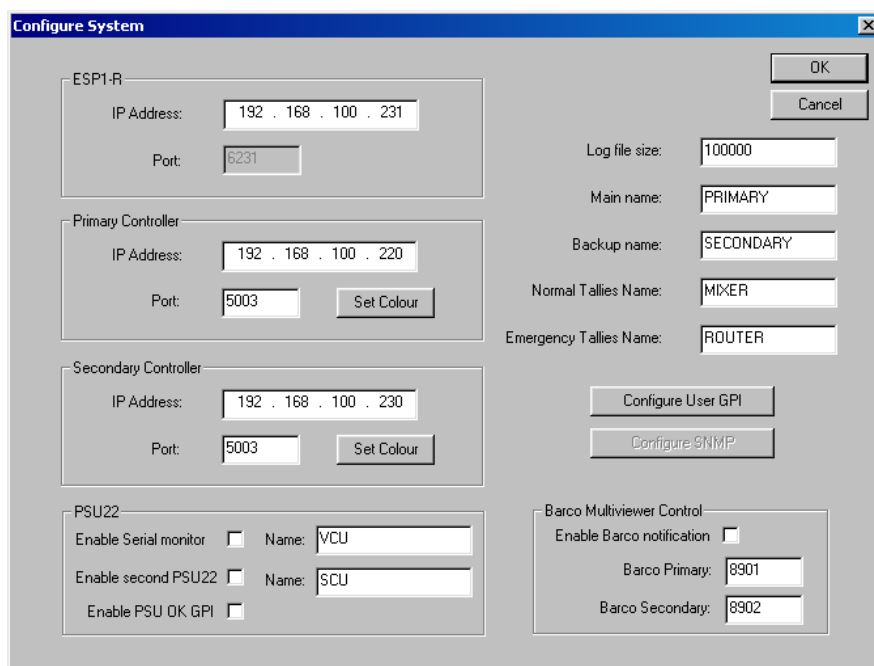 Configure System
ESP1-R
IP Address: 192 . 168 . 100 . 231
Port: 6231
Primary Controller
IP Address: 192 . 168 . 100 . 220
Port: 5003 Set Colour
Secondary Controller
IP Address: 192 . 168 . 100 . 230
Port: 5003 Set Colour
PSU22
Enable Serial monitor Name: VCU
Enable second PSU22 Name: SCU
Enable PSU OK GPI
OK
Cancel
Log file size: 100000
Main name: PRIMARY
Backup name: SECONDARY
Normal Tallies Name: MIXER
Emergency Tallies Name: ROUTER
Configure User GPI
Configure SNMP
Barco Multiviewer Control
Enable Barco notification
Barco Primary: 8901
Barco Secondary: 8902